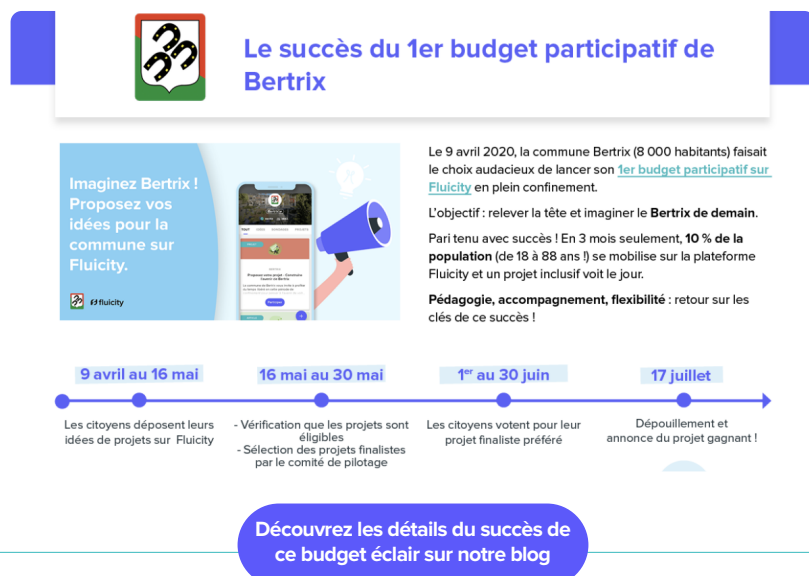 Le succès du 1er budget participatif de
Bertrix
Imaginez Bertrix !
Proposez vos
idées pour la
commune sur
Fluicity.
fluicity
Le 9 avril 2020, la commune Bertrix (8 000 habitants) faisait
le choix audacieux de lancer son 1er budget participatif sur
Fluicity en plein confinement.
L'objectif : relever la tête et imaginer le Bertrix de demain.
Pari tenu avec succès ! En 3 mois seulement, 10 % de la
population (de 18 à 88 ans !) se mobilise sur la plateforme
Fluicity et un projet inclusif voit le jour.
Pédagogie, accompagnement, flexibilité : retour sur les
clés de ce succès !
9 avril au 16 mai
16 mai au 30 mai
1er au 30 juin
17 juillet
Les citoyens déposent leurs
idées de projets sur Fluicity
- Vérification que les projets sont
éligibles
- Sélection des projets finalistes
par le comité de pilotage
Les citoyens votent pour leur
projet finaliste préféré
Dépouillement et
annonce du projet gagnant !
Découvrez les détails du succès de
ce budget éclair sur notre blog